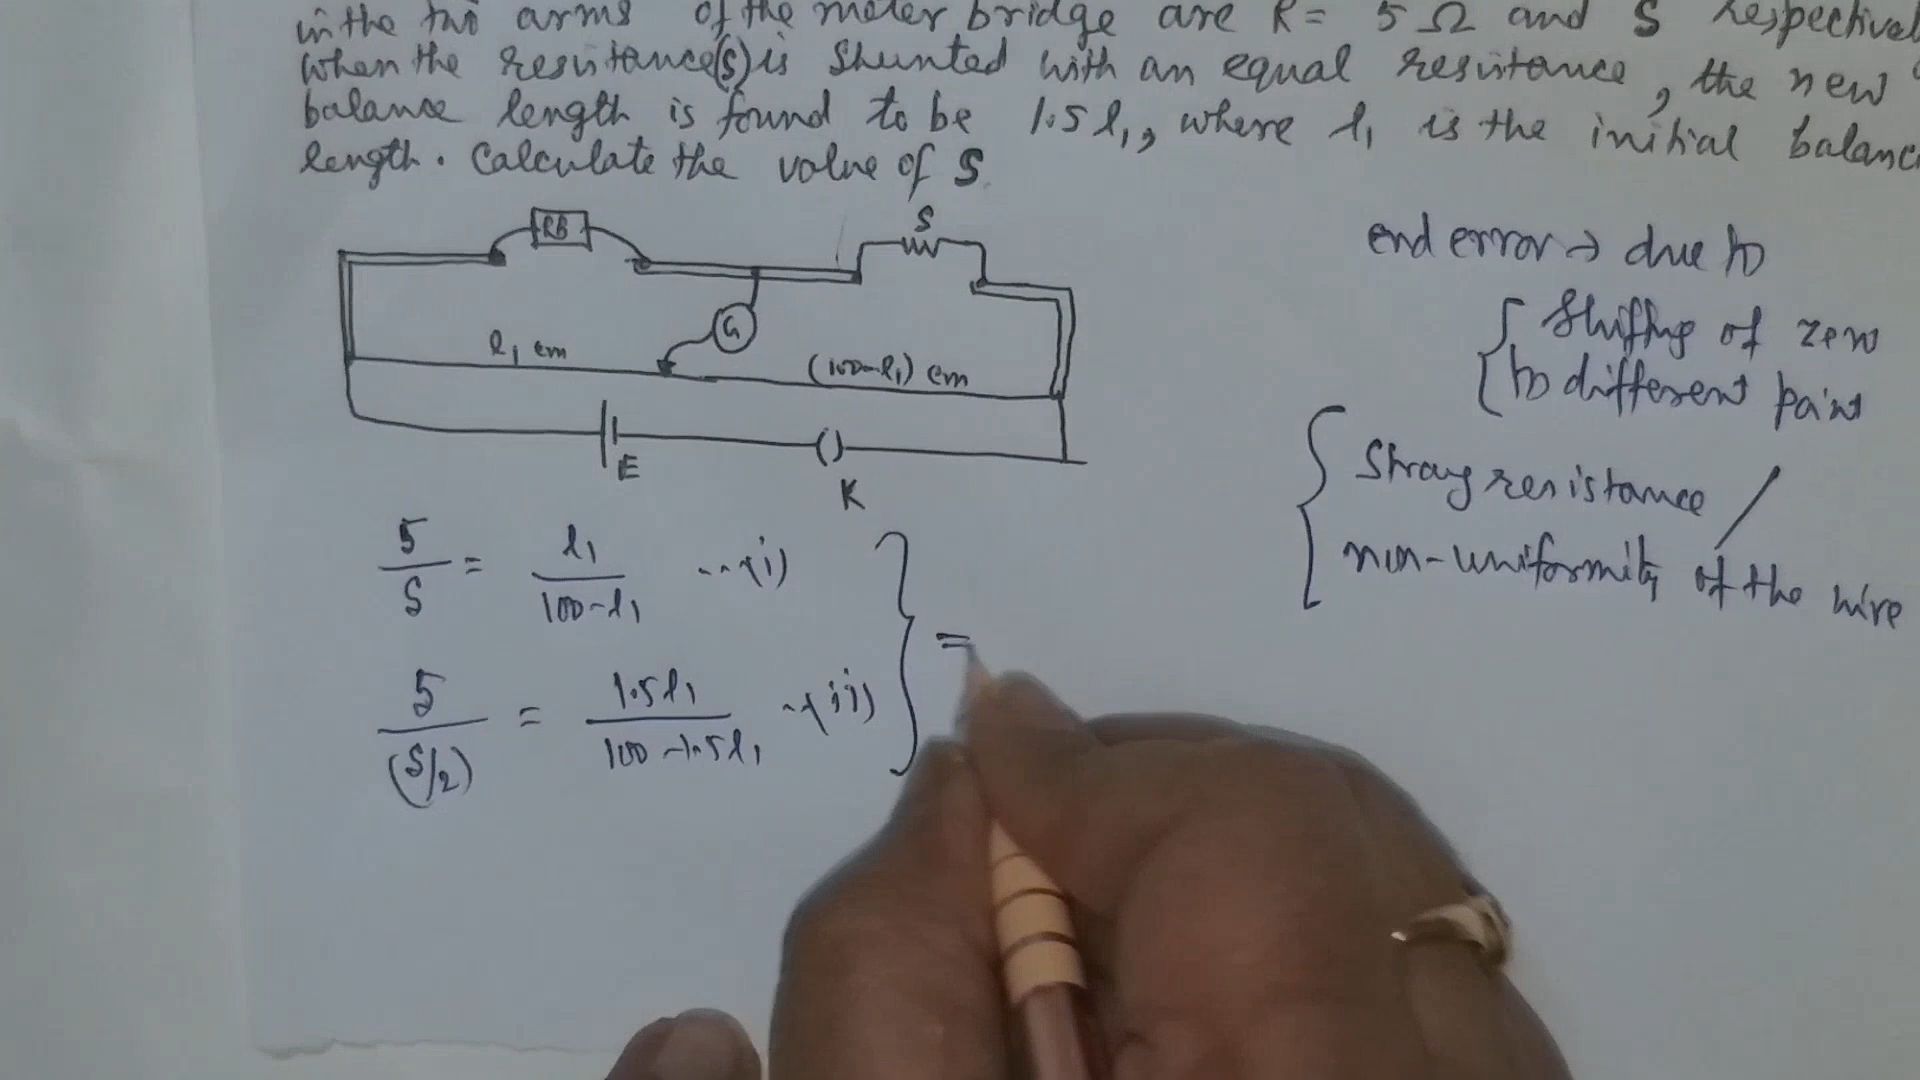 in the two arms of the meter bridge are R = 5 Ω and S respectivel
When the resistance(S) is shunted with an equal resistance, the new
balance length is found to be 1.5 l₁, where l₁ is the initial balanc
length. Calculate the value of S.
RB
S
G
l₁ cm
(100-l₁) cm
E
K
end error → due to
{ Shifting of zero
to different point
{ Stray resistance
non-uniformity of the wire
5/S = l₁/(100-l₁) ...(i)
5/(S/2) = 1.5l₁/(100-1.5l₁) ...(ii) } =